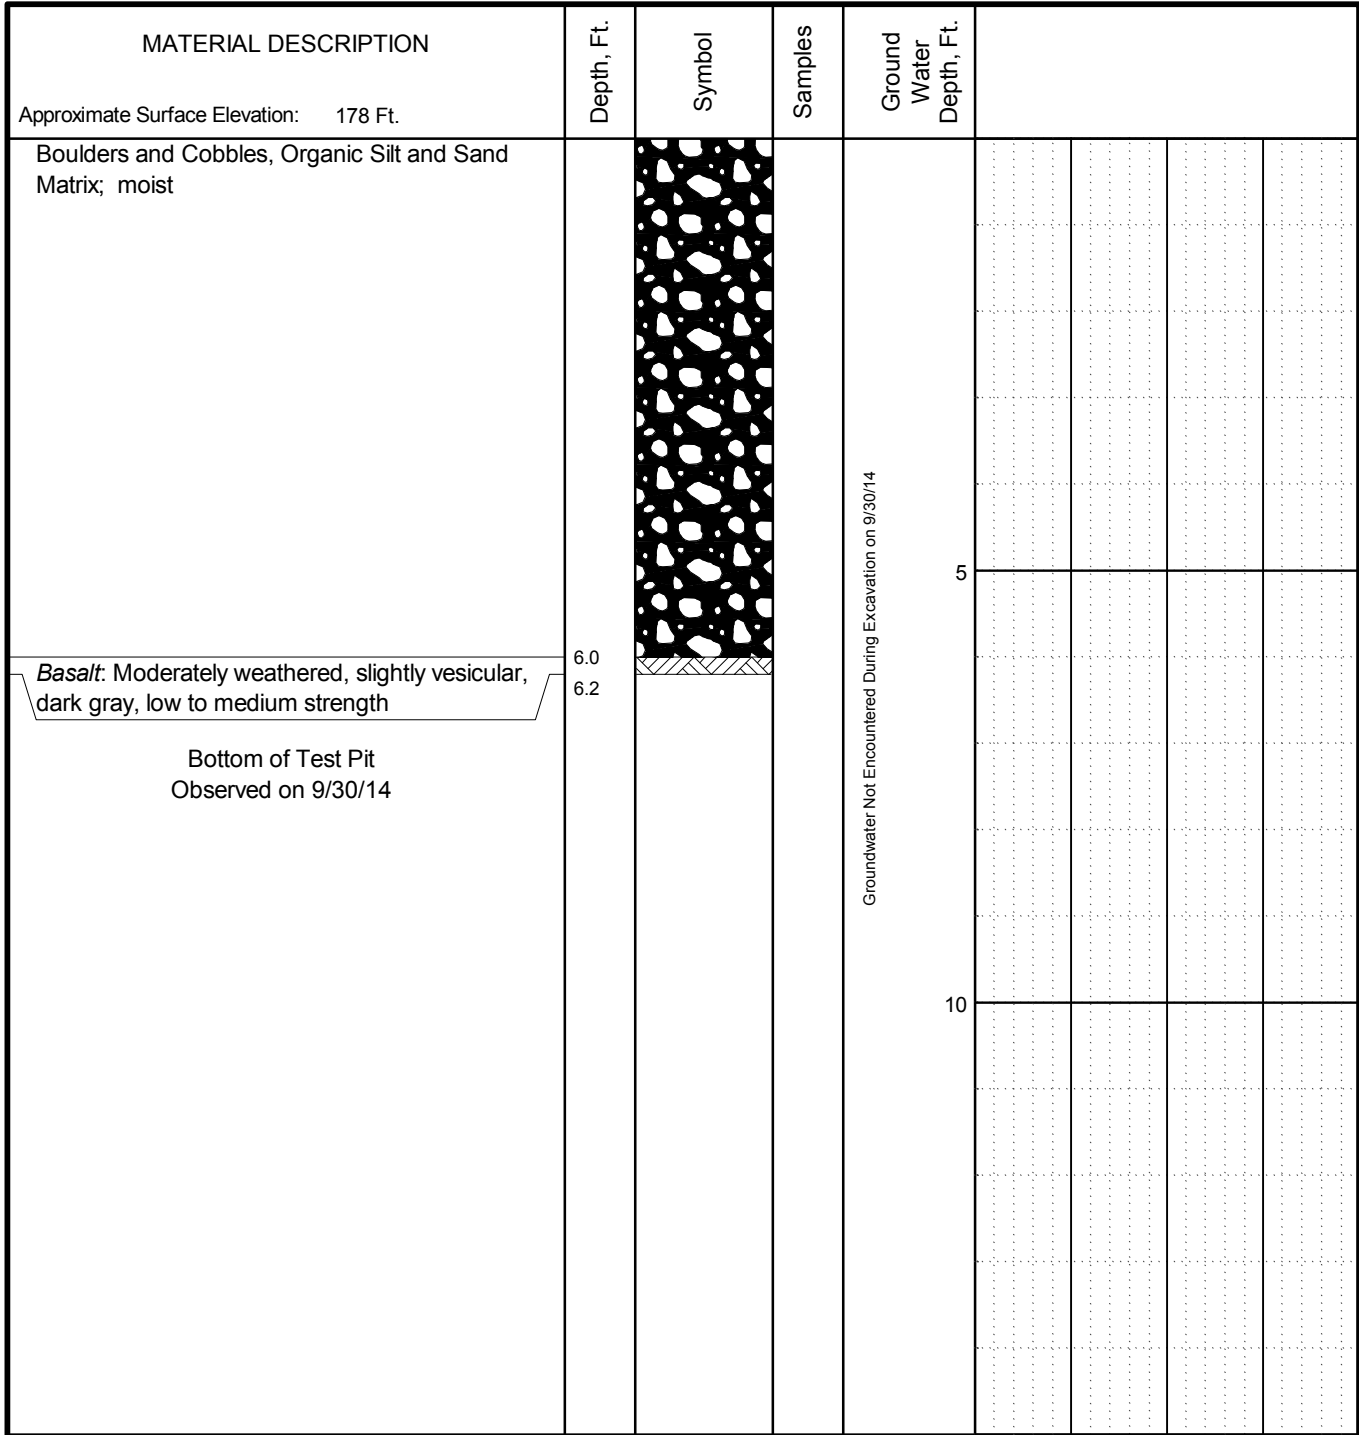 MATERIAL DESCRIPTION
Approximate Surface Elevation: 178 Ft.
Depth, Ft.
Symbol
Samples
Ground
Water
Depth, Ft.
Boulders and Cobbles, Organic Silt and Sand
Matrix; moist
Groundwater Not Encountered During Excavation on 9/30/14
5
6.0
Basalt: Moderately weathered, slightly vesicular,
dark gray, low to medium strength
6.2
Bottom of Test Pit
Observed on 9/30/14
10